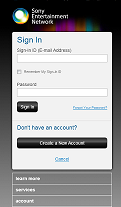 Sony
Entertainment
Network
Sign In
Sign-in ID (E-mail Address)
Remember My Sign-In ID
Password
Sign In
Forgot Your Password?
Don't have an account?
Create a New Account
Cancel
learn more
services
account